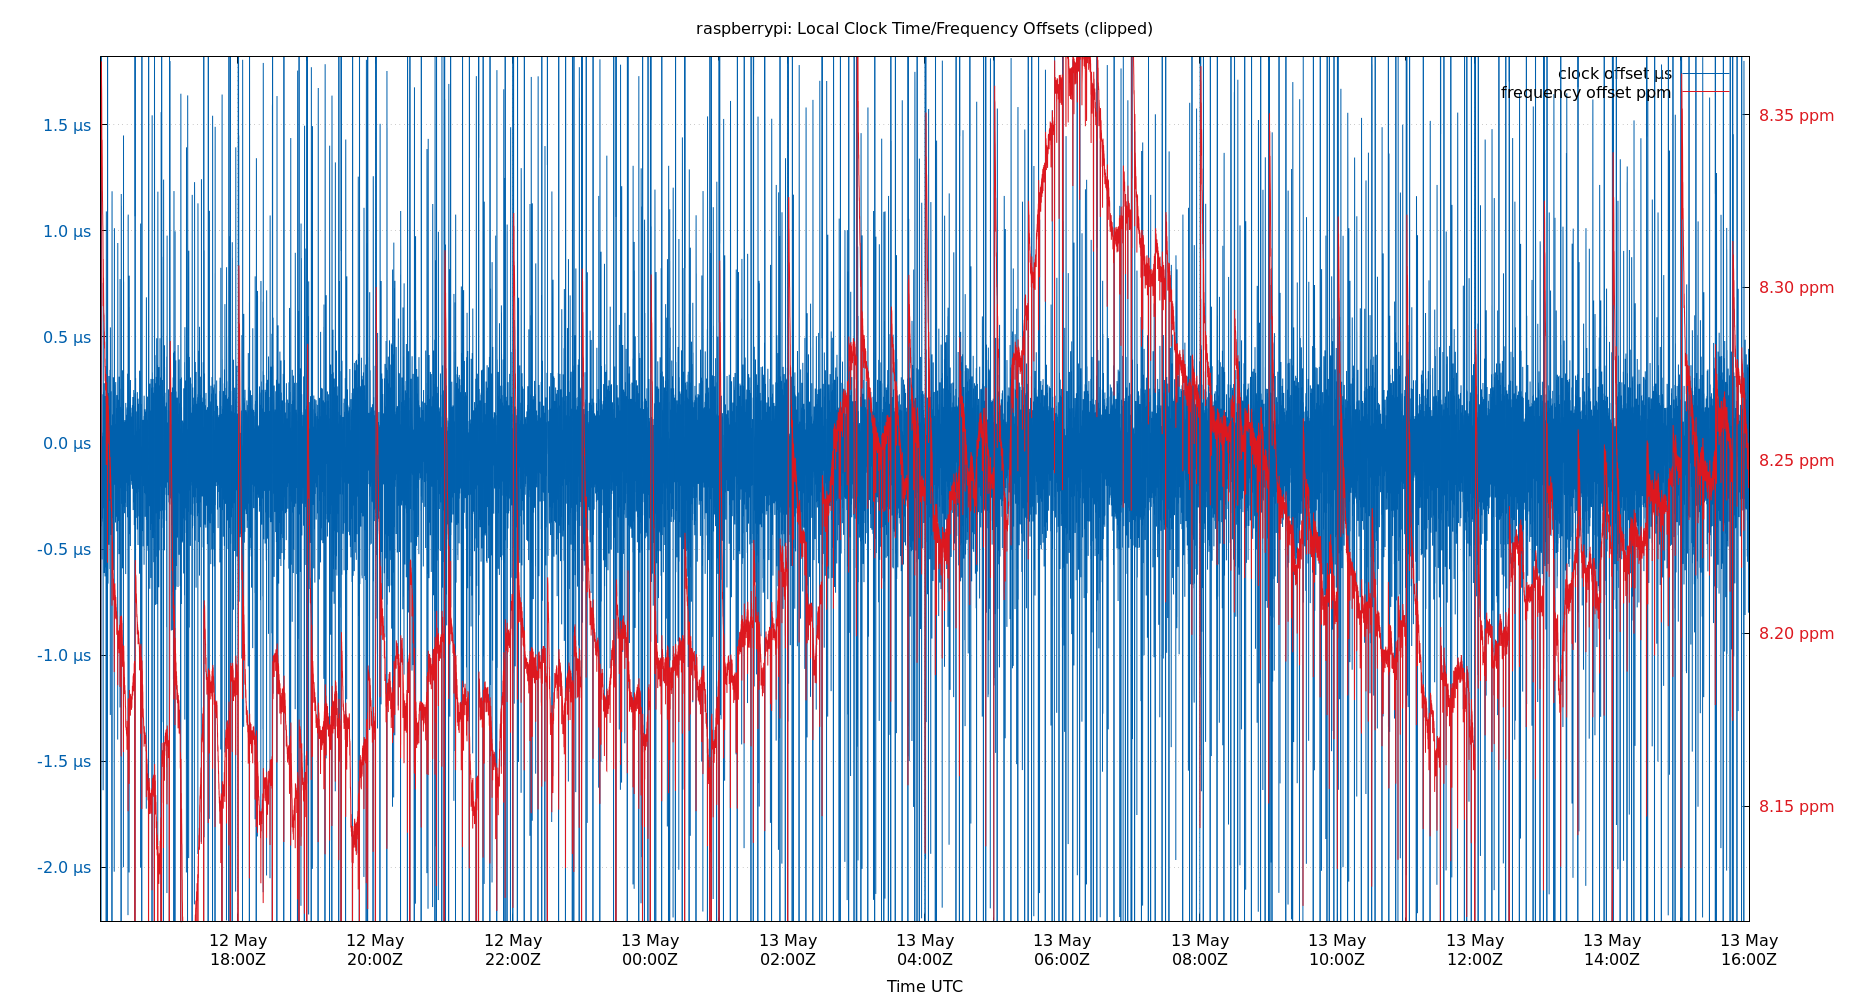 raspberrypi: Local Clock Time/Frequency Offsets (clipped)
clock offset µs
frequency offset ppm
1.5 µs
1.0 µs
0.5 µs
0.0 µs
-0.5 µs
-1.0 µs
-1.5 µs
-2.0 µs
8.35 ppm
8.30 ppm
8.25 ppm
8.20 ppm
8.15 ppm
12 May
18:00Z
12 May
20:00Z
12 May
22:00Z
13 May
00:00Z
13 May
02:00Z
13 May
04:00Z
13 May
06:00Z
13 May
08:00Z
13 May
10:00Z
13 May
12:00Z
13 May
14:00Z
13 May
16:00Z
Time UTC